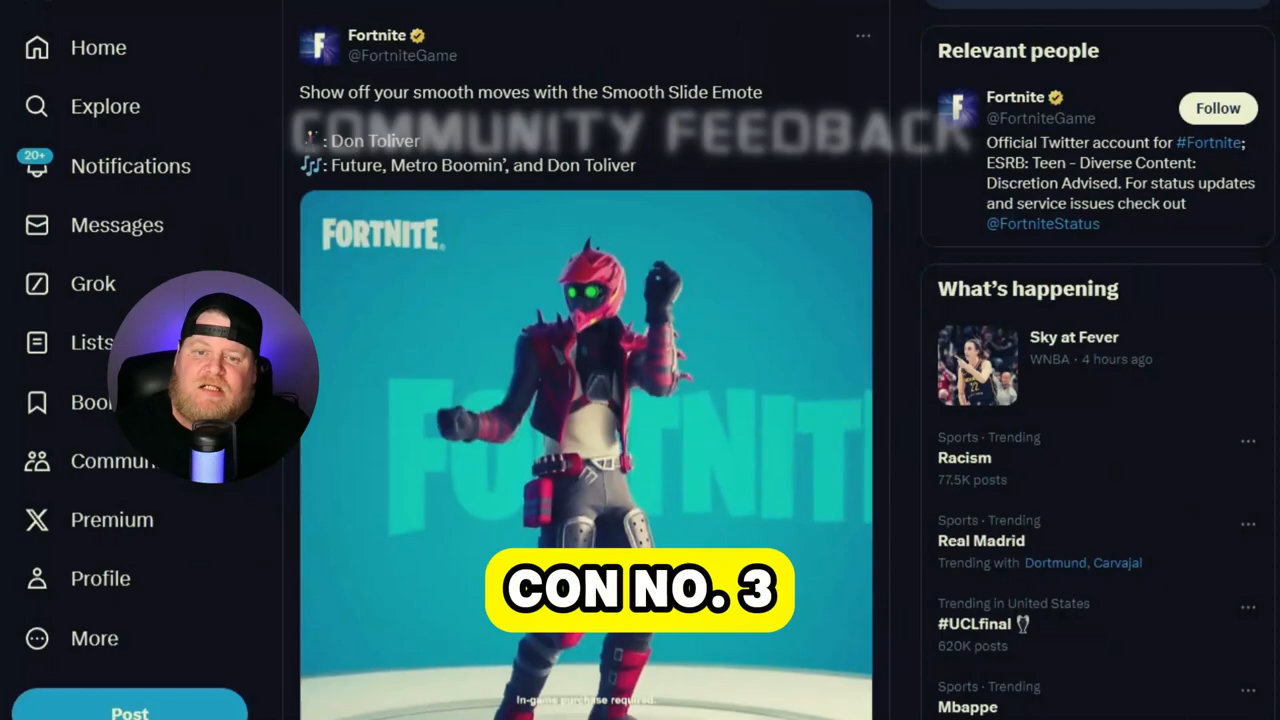 Home
Explore
20+
Notifications
Messages
Grok
Lists
Boo
Commun
Premium
Profile
More
Post
Fortnite
@FortniteGame
Show off your smooth moves with the Smooth Slide Emote
COMMUNITY FEEDBACK
: Don Toliver
🎶: Future, Metro Boomin’, and Don Toliver
FORTNITE
FORTNITE
CON NO. 3
In-game purchase required.
Relevant people
Fortnite
@FortniteGame
Follow
Official Twitter account for #Fortnite;
ESRB: Teen - Diverse Content:
Discretion Advised. For status updates
and service issues check out
@FortniteStatus
What’s happening
Sky at Fever
WNBA · 4 hours ago
Sports · Trending
Racism
77.5K posts
Sports · Trending
Real Madrid
Trending with Dortmund, Carvajal
Trending in United States
#UCLfinal
620K posts
Sports · Trending
Mbappe